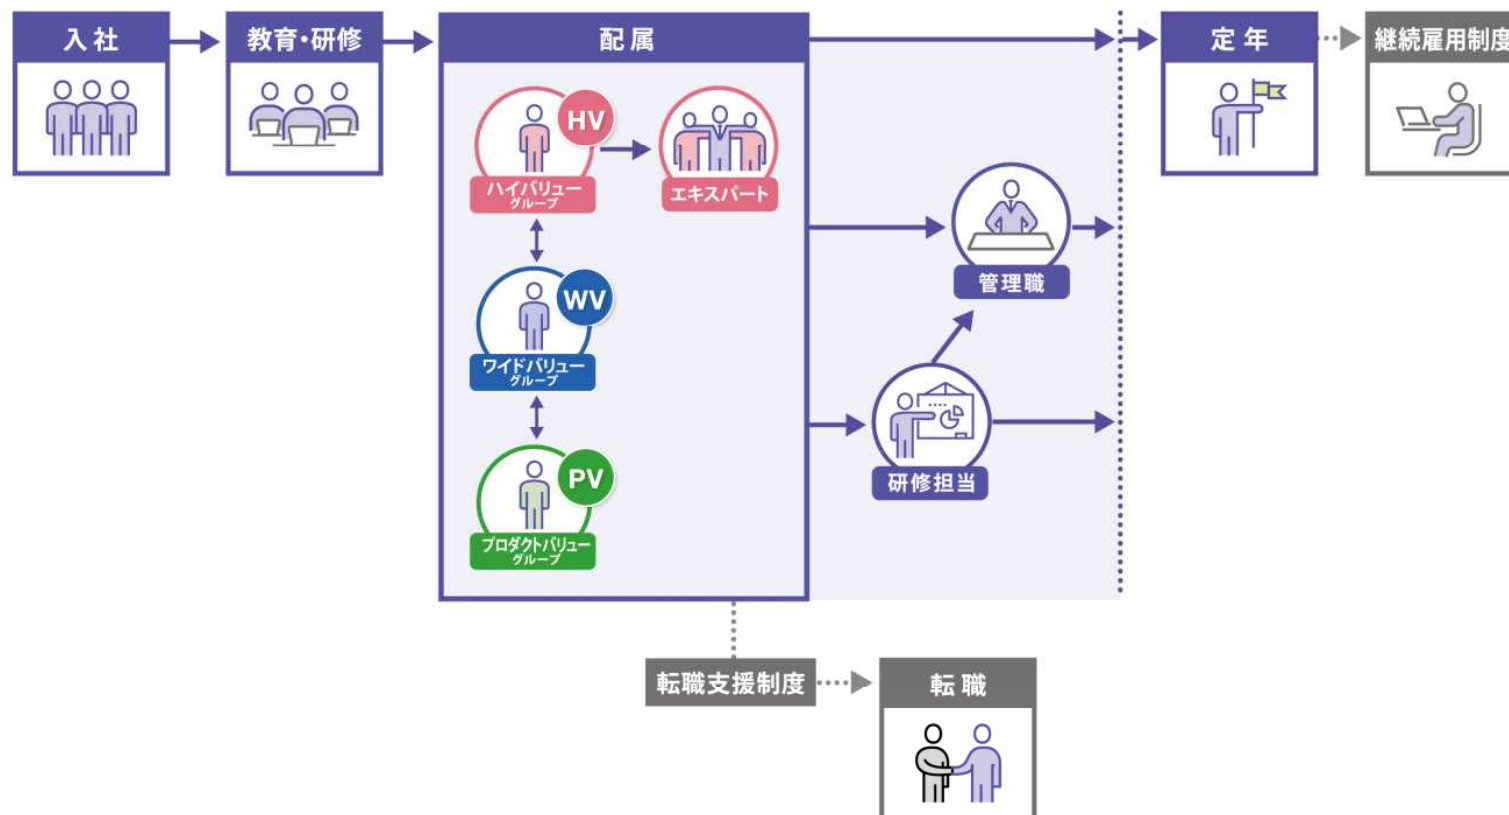 入社
教育・研修
配属
定年
継続雇用制度
HV
ハイバリュー
グループ
エキスパート
管理職
WV
ワイドバリュー
グループ
研修担当
PV
プロダクトバリュー
グループ
転職支援制度
転職